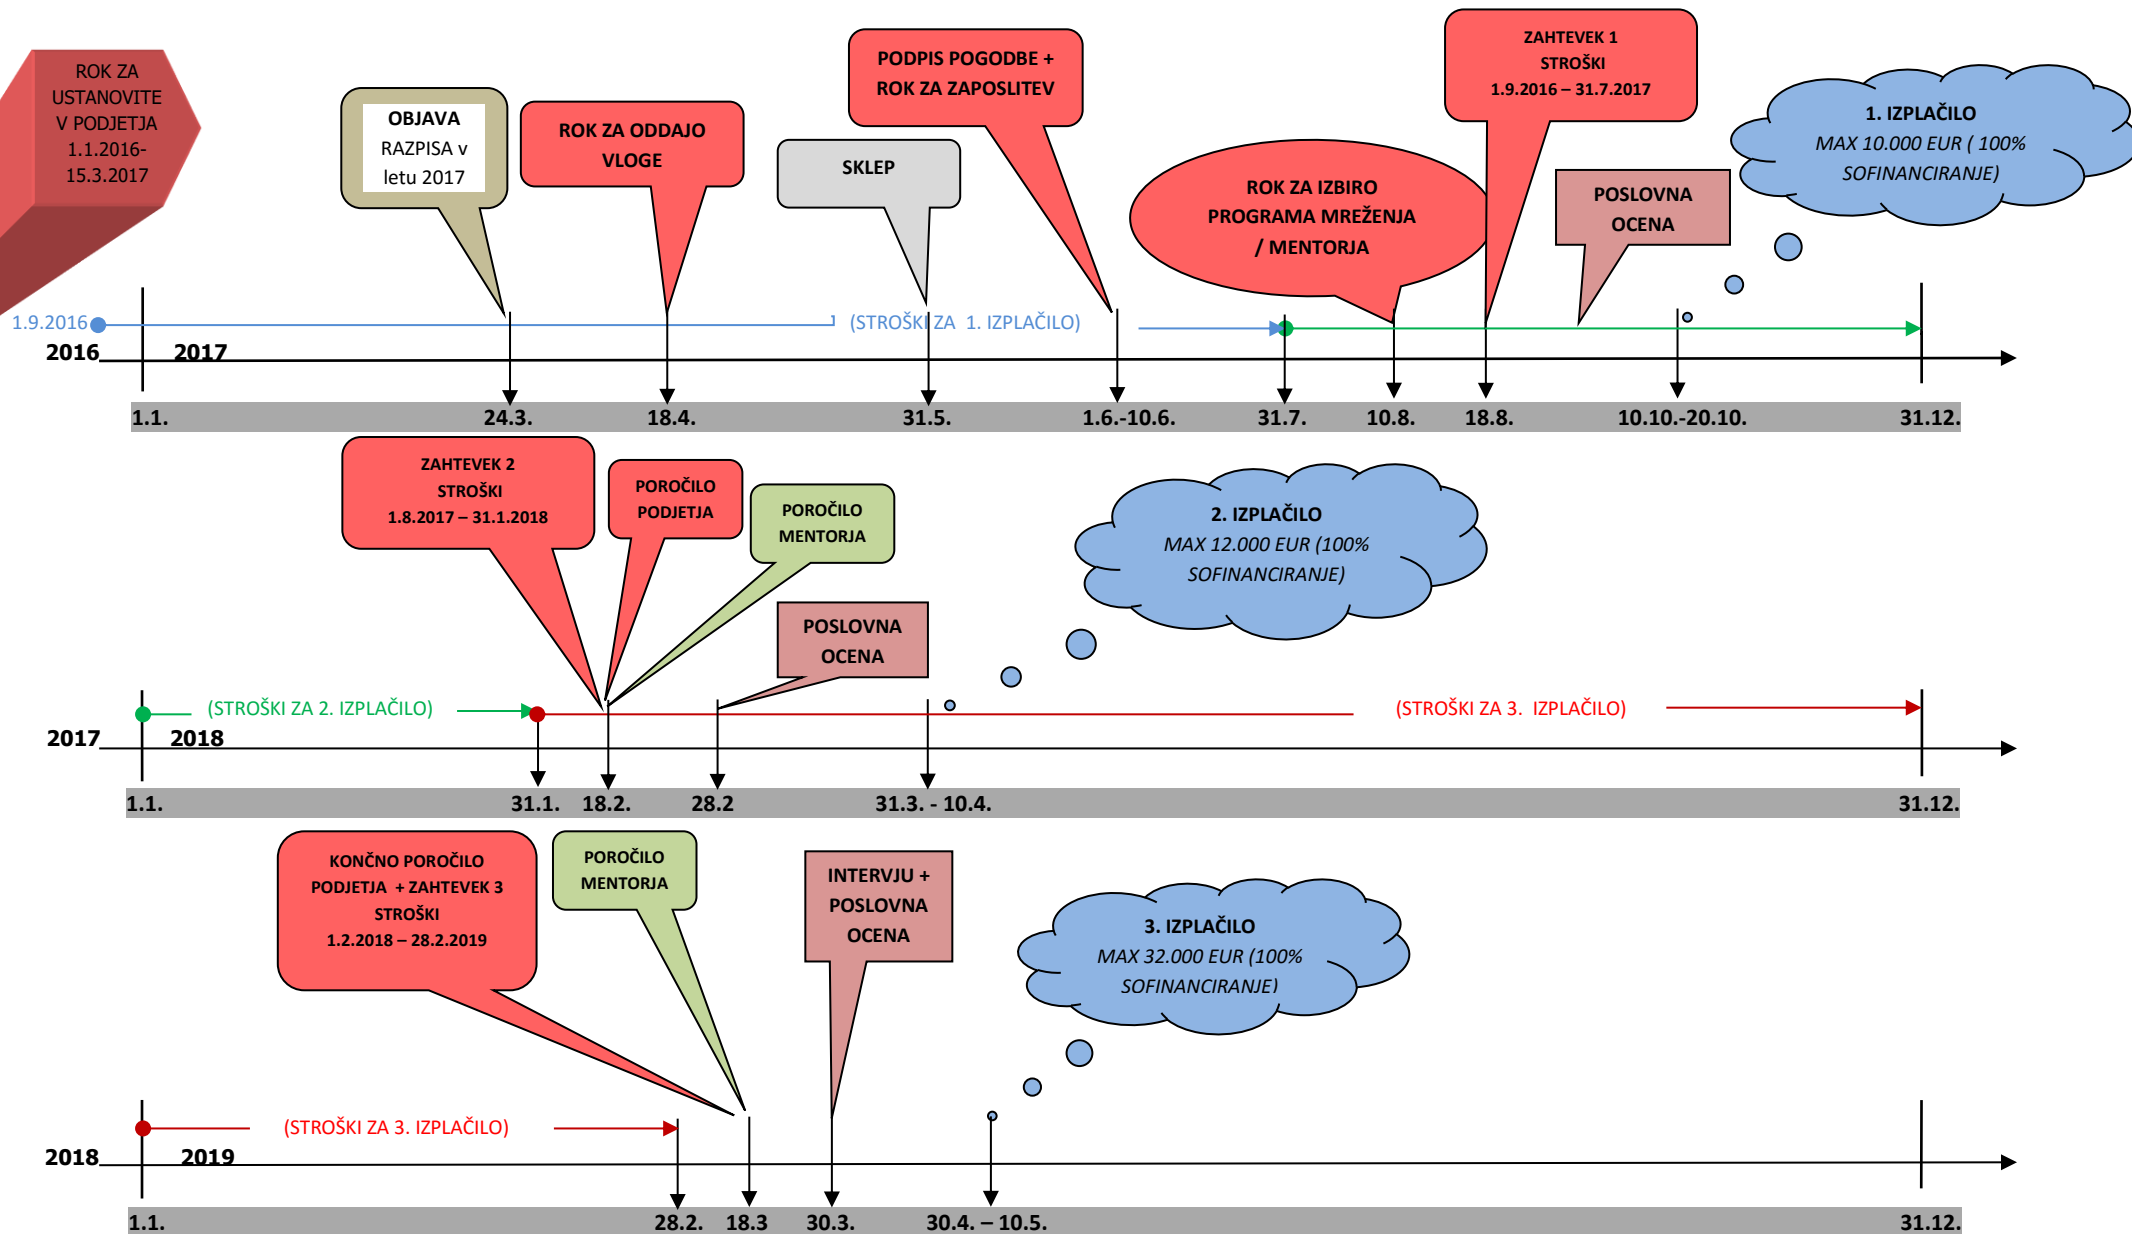 ROK ZA
USTANOVITE
V PODJETJA
1.1.2016-
15.3.2017
OBJAVA
RAZPISA v
letu 2017
ROK ZA ODDAJO
VLOGE
SKLEP
PODPIS POGODBE +
ROK ZA ZAPOSLITEV
ROK ZA IZBIRO
PROGRAMA MREŽENJA
/ MENTORJA
ZAHTEVEK 1
STROŠKI
1.9.2016 – 31.7.2017
POSLOVNA
OCENA
1. IZPLAČILO
MAX 10.000 EUR ( 100%
SOFINANCIRANJE)
1.9.2016
(STROŠKI ZA 1. IZPLAČILO)
2016 2017
1.1. 24.3. 18.4. 31.5. 1.6.-10.6. 31.7. 10.8. 18.8. 10.10.-20.10. 31.12.
ZAHTEVEK 2
STROŠKI
1.8.2017 – 31.1.2018
POROČILO
PODJETJA
POROČILO
MENTORJA
POSLOVNA
OCENA
2. IZPLAČILO
MAX 12.000 EUR (100%
SOFINANCIRANJE)
(STROŠKI ZA 2. IZPLAČILO) (STROŠKI ZA 3. IZPLAČILO)
2017 2018
1.1. 31.1. 18.2. 28.2 31.3. - 10.4. 31.12.
KONČNO POROČILO
PODJETJA + ZAHTEVEK 3
STROŠKI
1.2.2018 – 28.2.2019
POROČILO
MENTORJA
INTERVJU +
POSLOVNA
OCENA
3. IZPLAČILO
MAX 32.000 EUR (100%
SOFINANCIRANJE)
(STROŠKI ZA 3. IZPLAČILO)
2018 2019
1.1. 28.2. 18.3 30.3. 30.4. – 10.5. 31.12.